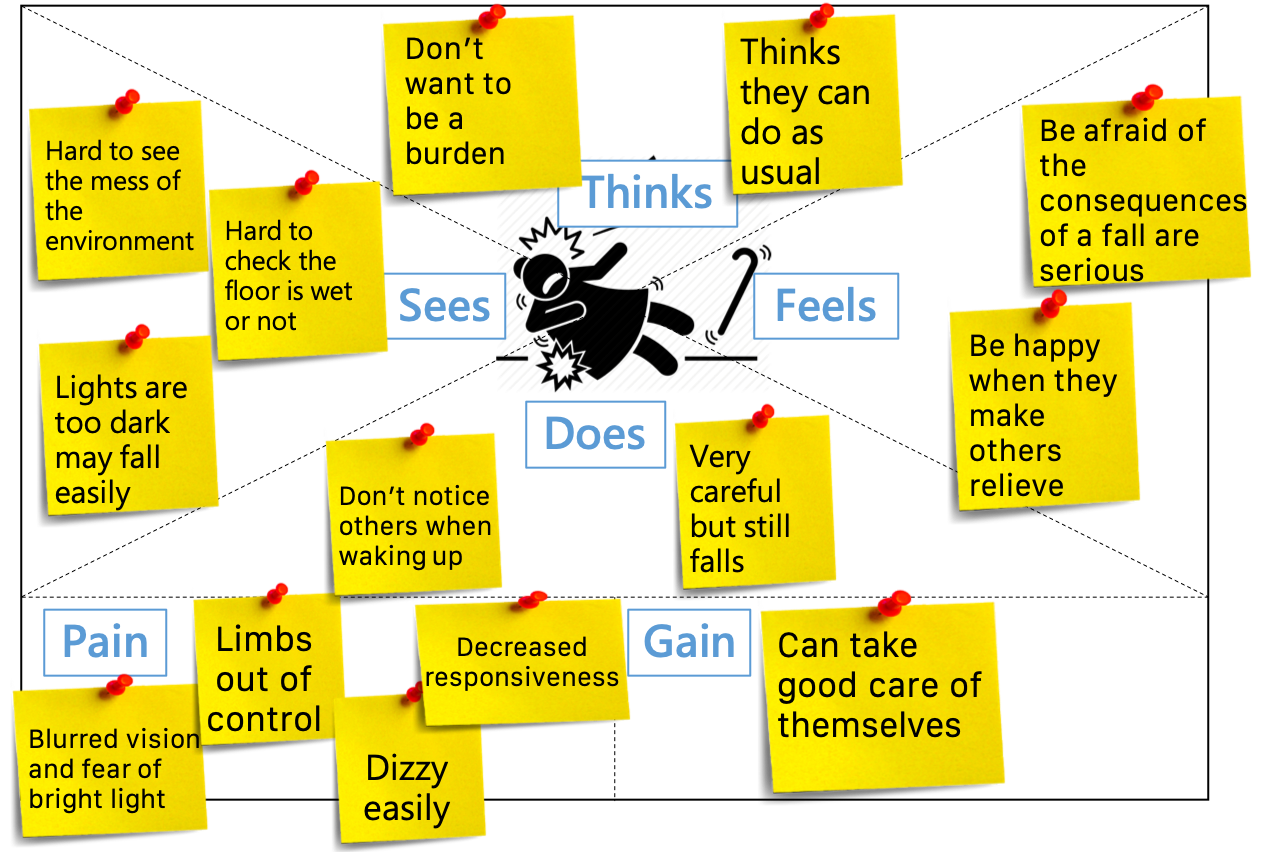 Don’t
want to
be a
burden
Thinks
they can
do as
usual
Thinks
Hard to see
the mess of
the
environment
Hard to
check the
floor is wet
or not
Lights are
too dark
may fall
easily
Sees
Feels
Be afraid of
the
consequences
of a fall are
serious
Be happy
when they
make
others
relieve
Does
Don’t notice
others when
waking up
Very
careful
but still
falls
Pain
Blurred vision
and fear of
bright light
Limbs
out of
control
Dizzy
easily
Decreased
responsiveness
Gain
Can take
good care of
themselves